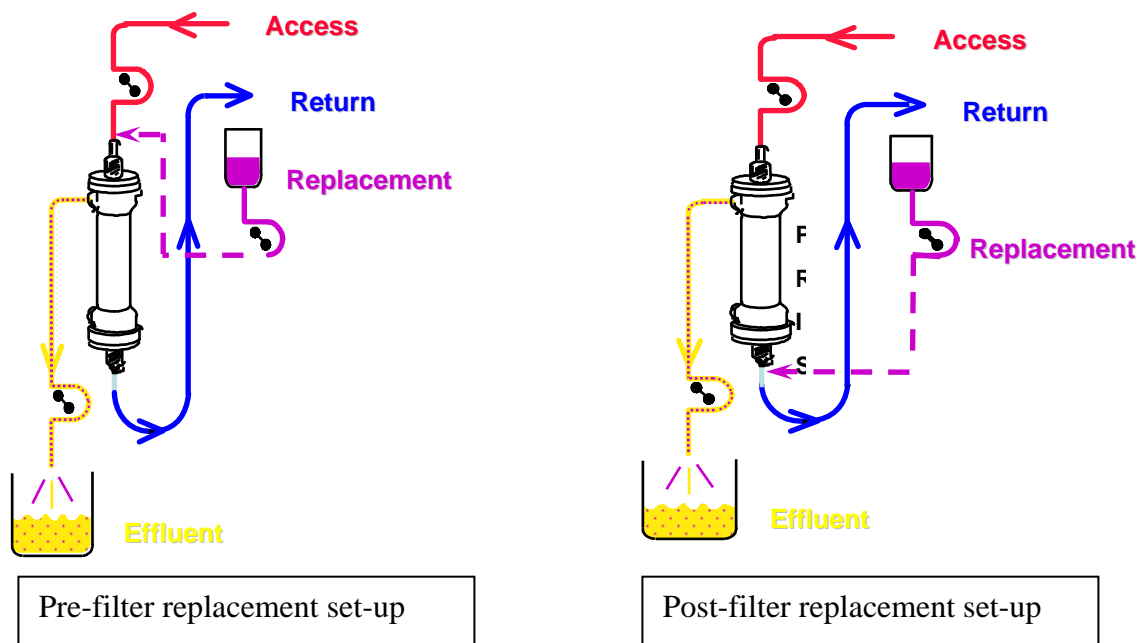 Access
Return
Replacement
Effluent
Pre-filter replacement set-up
Access
Return
P
R
I
S
Replacement
Effluent
Post-filter replacement set-up